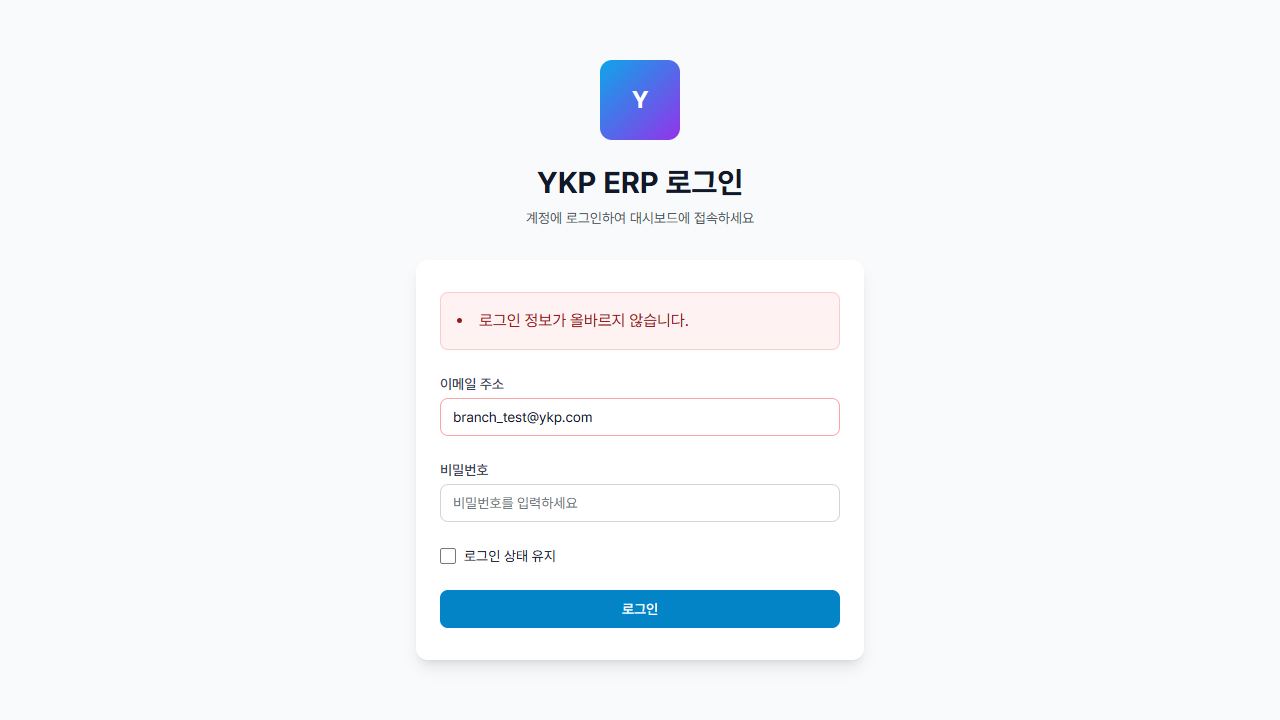 Y
YKP ERP 로그인
계정에 로그인하여 대시보드에 접속하세요
로그인 정보가 올바르지 않습니다.
이메일 주소
branch_test@ykp.com
비밀번호
비밀번호를 입력하세요
로그인 상태 유지
로그인